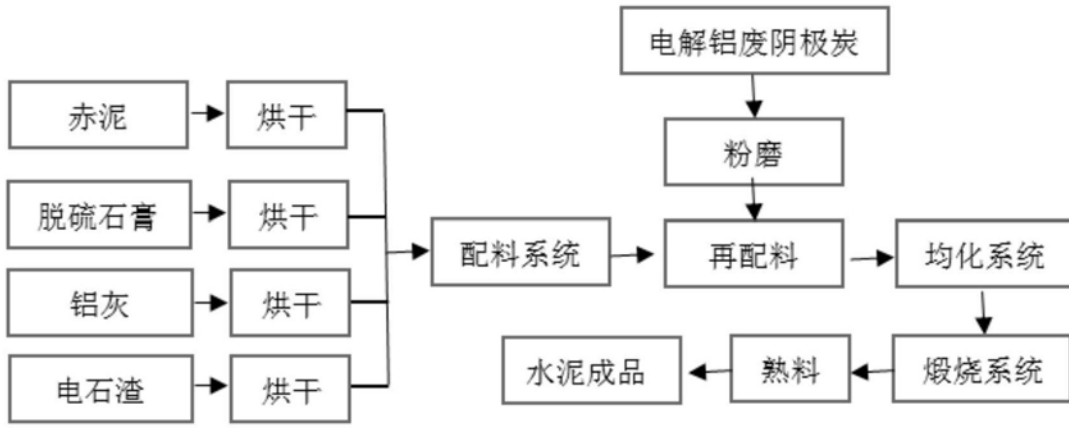 电解铝废阴极炭
赤泥
烘干
粉磨
脱硫石膏
烘干
配料系统
再配料
均化系统
铝灰
烘干
电石渣
烘干
水泥成品
熟料
煅烧系统